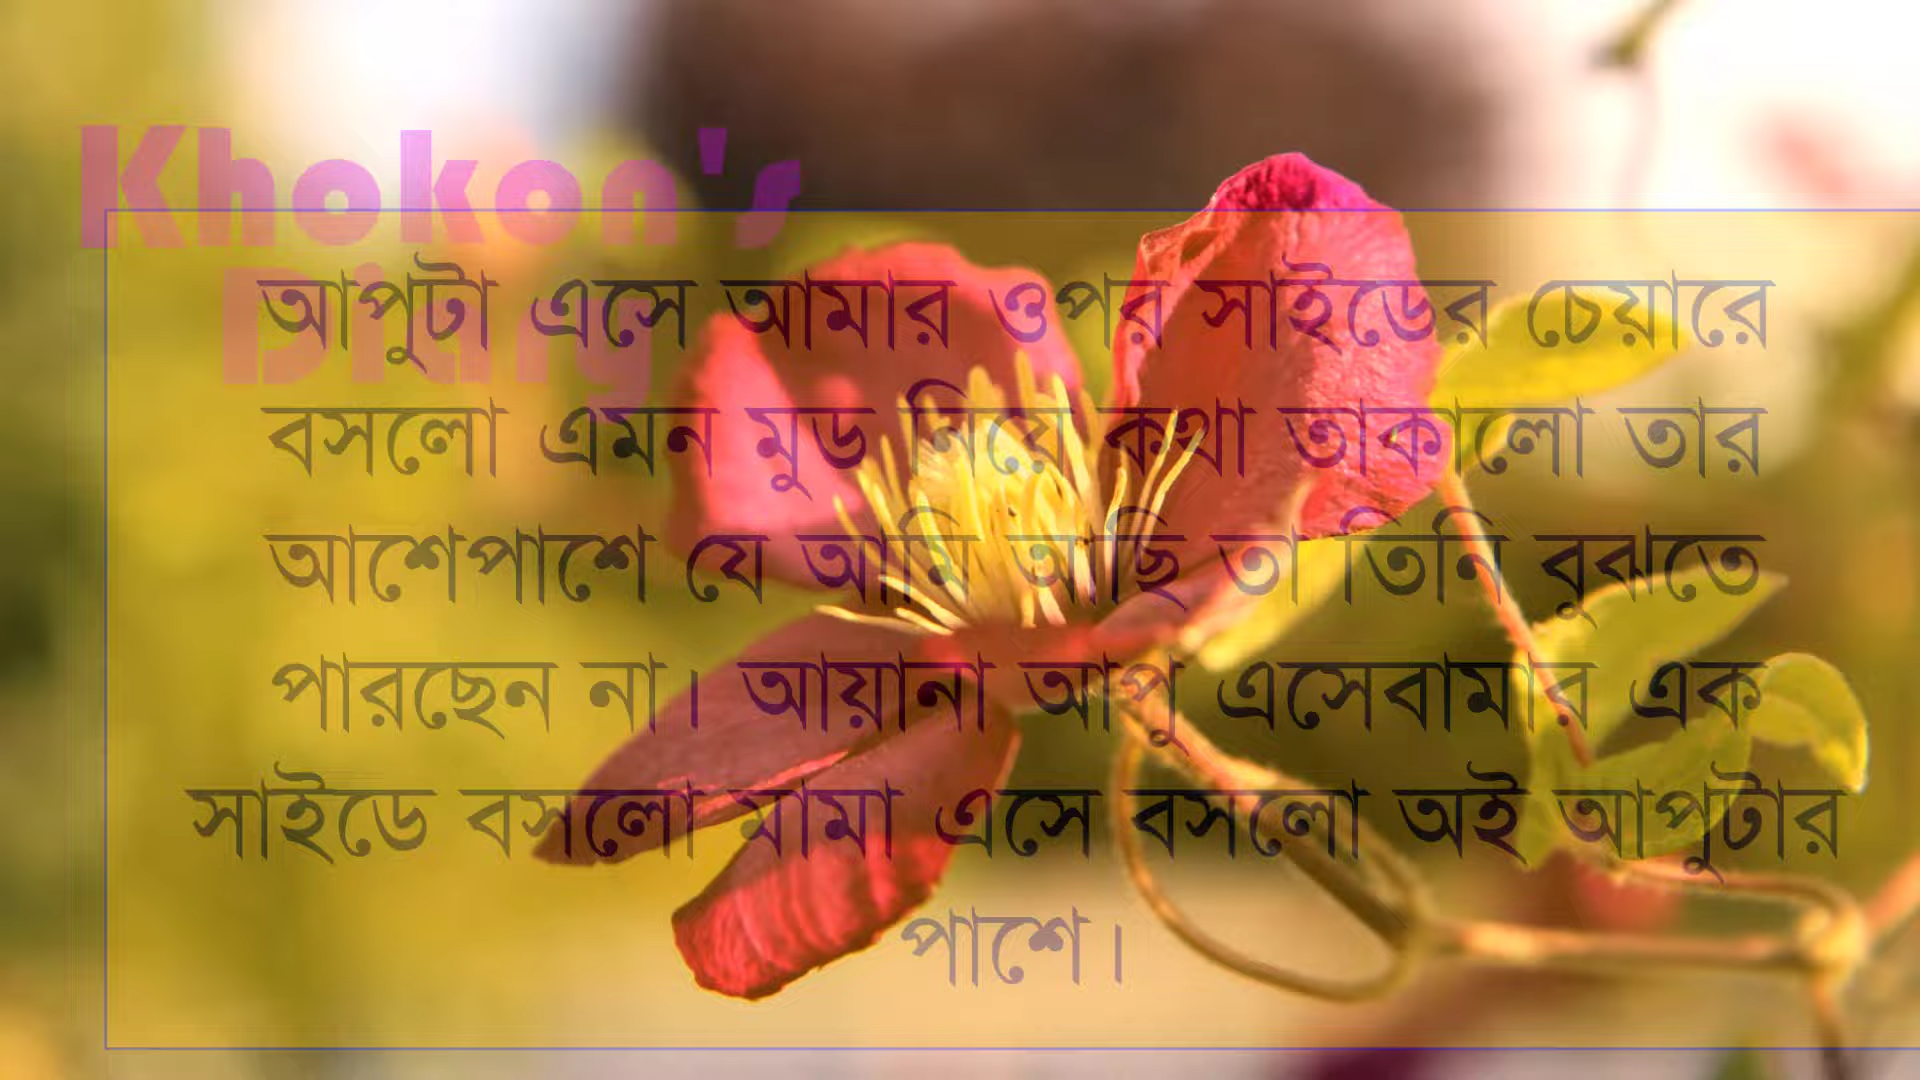 Khokon's
Diary
আপুটা এসে আমার ওপর সাইডের চেয়ারে
বসলো এমন মুড নিয়ে কথা তাকালো তার
আশেপাশে যে আমি আছি তা তিনি বুঝতে
পারছেন না। আয়ানা আপু এসেবামার এক
সাইডে বসলো মামা এসে বসলো অই আপুটার
পাশে।